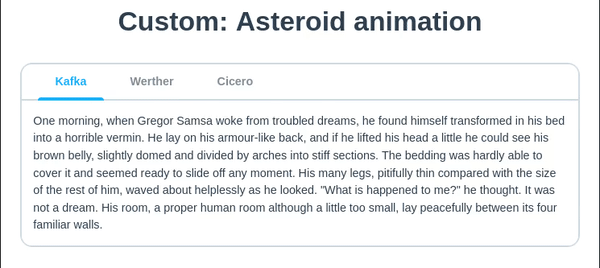 Custom: Asteroid animation
Kafka Werther Cicero
One morning, when Gregor Samsa woke from troubled dreams, he found himself transformed in his bed
into a horrible vermin. He lay on his armour-like back, and if he lifted his head a little he could see his
brown belly, slightly domed and divided by arches into stiff sections. The bedding was hardly able to
cover it and seemed ready to slide off any moment. His many legs, pitifully thin compared with the size
of the rest of him, waved about helplessly as he looked. "What is happened to me?" he thought. It was
not a dream. His room, a proper human room although a little too small, lay peacefully between its four
familiar walls.